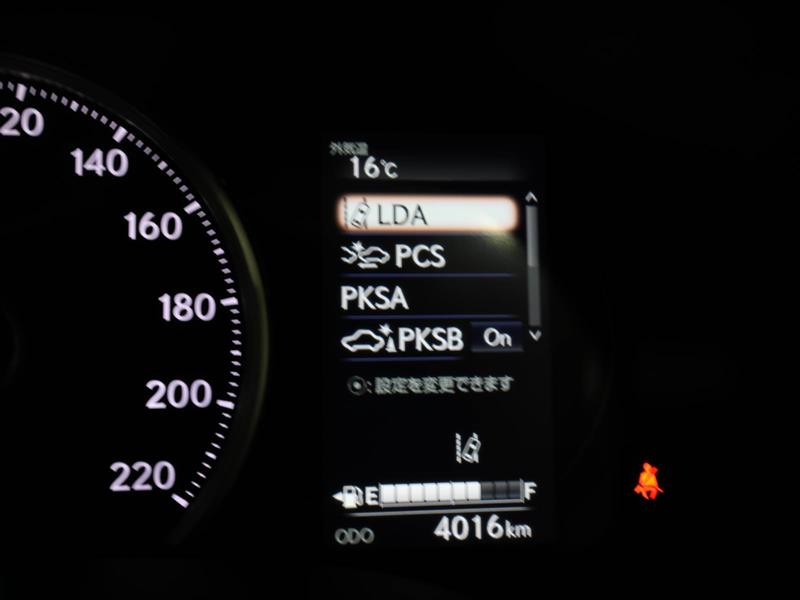 20
140
160
180
200
220
外気温
16℃
LDA
PCS
PKSA
PKSB On
⦿: 設定を変更できます
E F
ODO 4016km